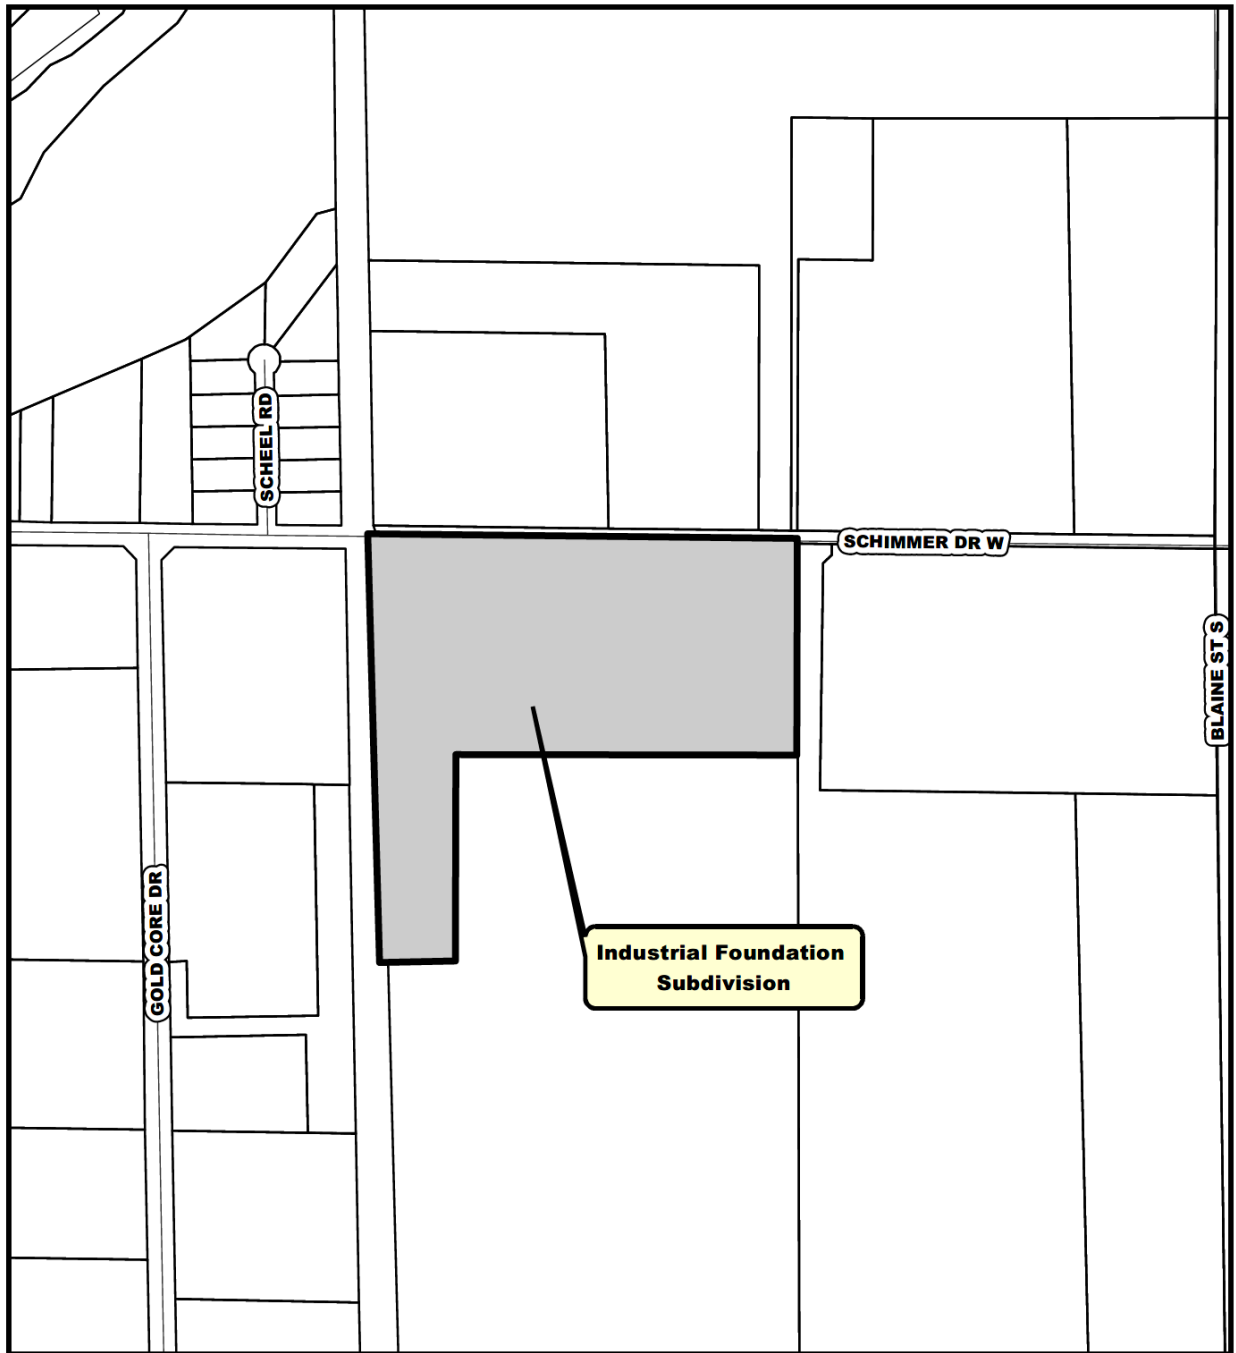 SCHEEL RD
SCHIMMER DR W
BLAINE ST S
GOLD CORE DR
Industrial Foundation
Subdivision